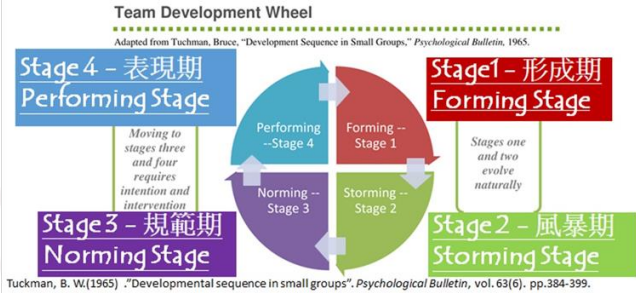 Team Development Wheel
Adapted from Tuchman, Bruce, “Development Sequence in Small Groups,” Psychological Bulletin, 1965.
Stage 4 – 表現期
Performing Stage
Stage1 – 形成期
Forming Stage
Performing
--Stage 4
Forming --
Stage 1
Moving to
stages three
and four
requires
intention and
intervention
Stages one
and two
evolve
naturally
Norming --
Stage 3
Storming --
Stage 2
Stage 3 – 規範期
Norming Stage
Stage 2 – 風暴期
Storming Stage
Tuckman, B. W.(1965) .”Developmental sequence in small groups”. Psychological Bulletin, vol. 63(6). pp.384-399.